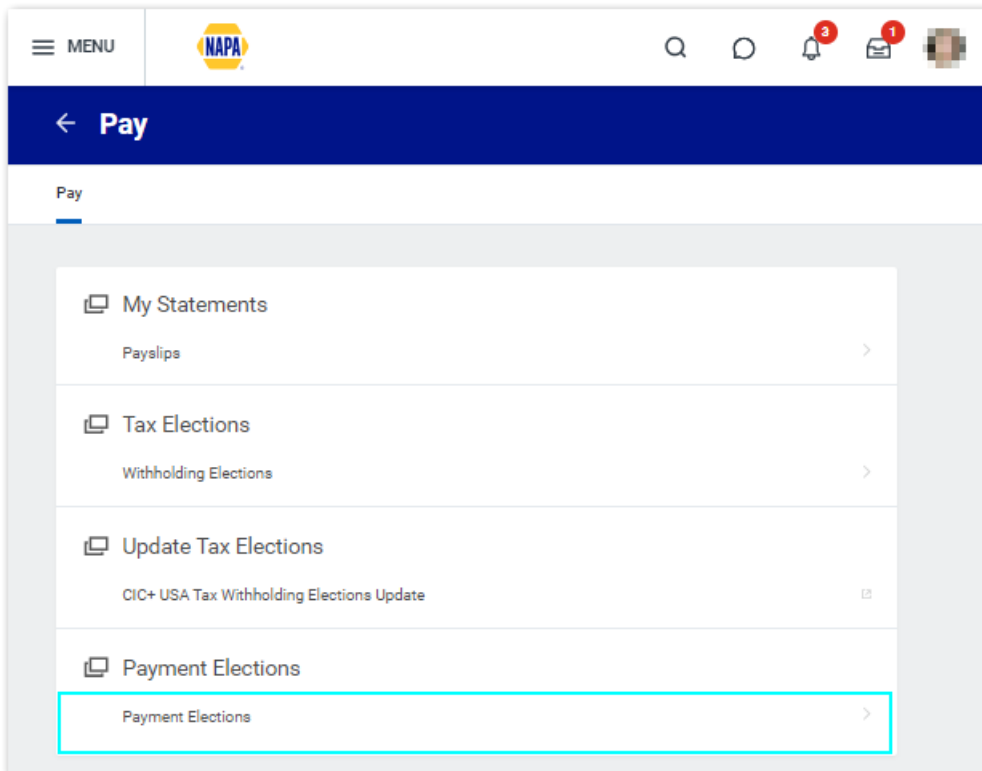 MENU
NAPA
3
1
Pay
Pay
My Statements
Payslips
Tax Elections
Withholding Elections
Update Tax Elections
CIC+ USA Tax Withholding Elections Update
Payment Elections
Payment Elections